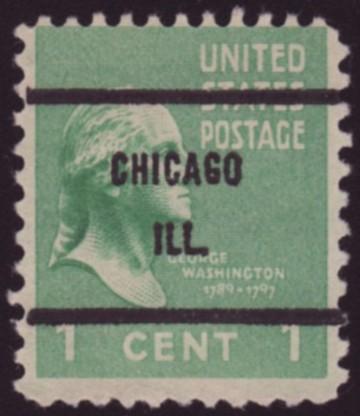 UNITED
STATES
POSTAGE
CHICAGO
ILL.
GEORGE
WASHINGTON
1789-1797
1 CENT 1